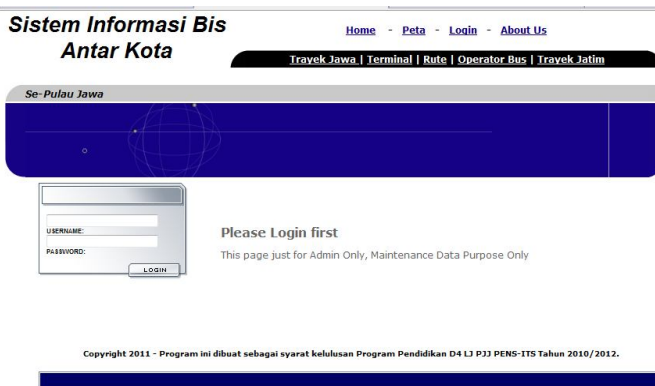 Sistem Informasi Bis
Antar Kota
Home - Peta - Login - About Us
Trayek Jawa | Terminal | Rute | Operator Bus | Trayek Jatim
Se-Pulau Jawa
USERNAME:
PASSWORD:
LOGIN
Please Login first
This page just for Admin Only, Maintenance Data Purpose Only
Copyright 2011 - Program ini dibuat sebagai syarat kelulusan Program Pendidikan D4 LJ PJJ PENS-ITS Tahun 2010/2012.